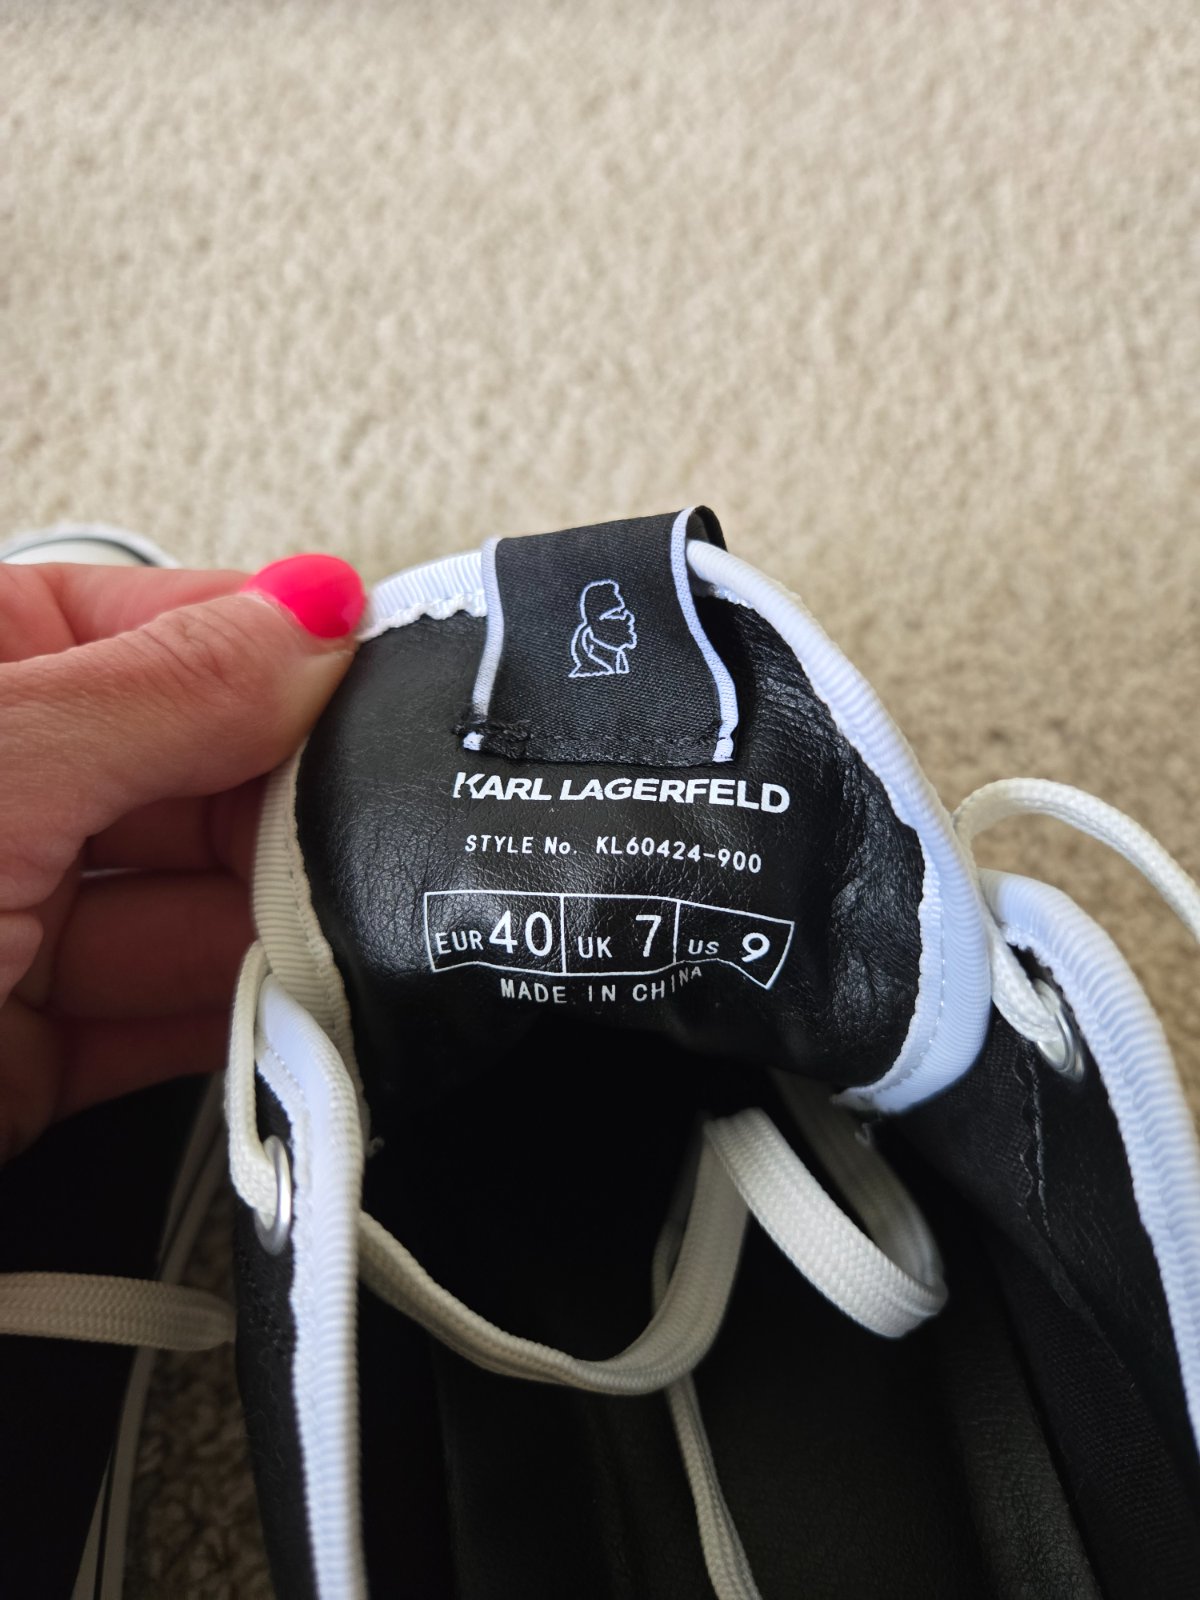 KARL LAGERFELD
STYLE No. KL60424-900
EUR 40 UK 7 US 9
MADE IN CHINA